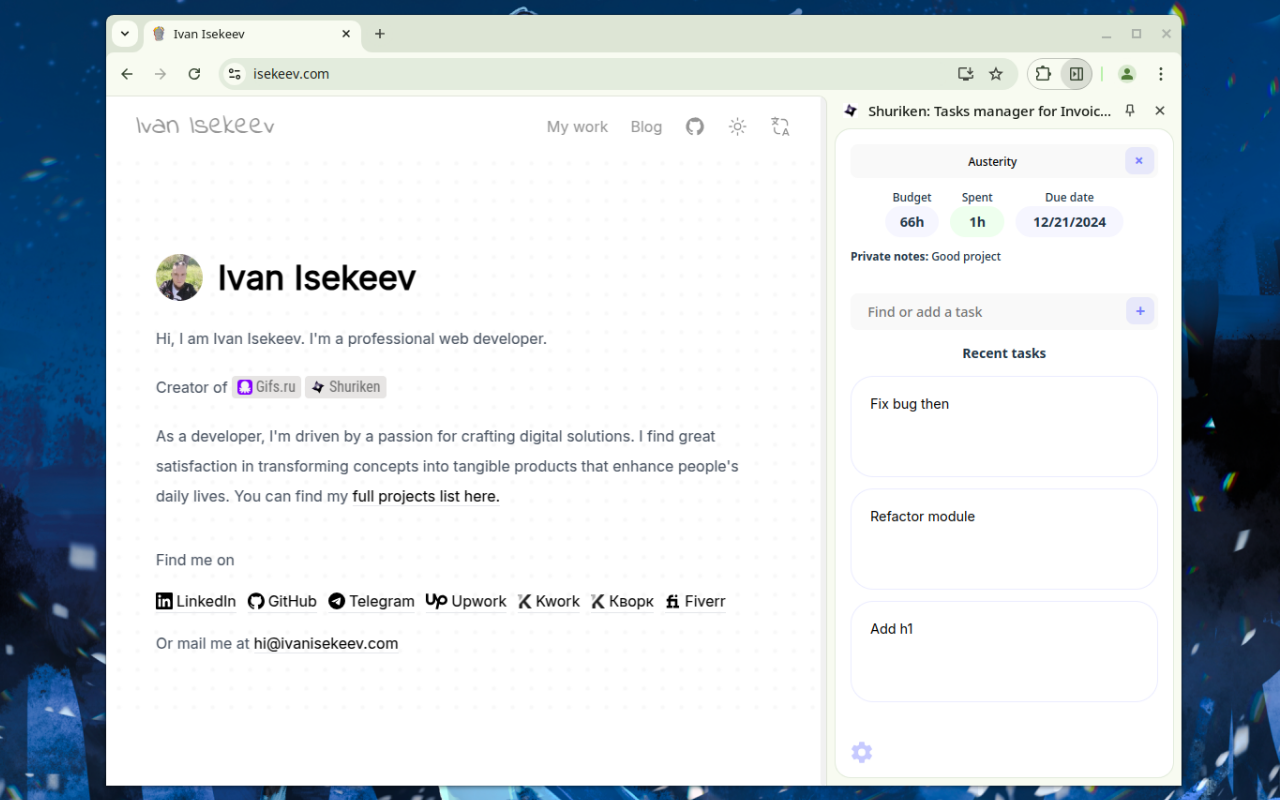 Ivan Isekeev
isekeev.com
Ivan Isekeev
My work
Blog
Ivan Isekeev
Hi, I am Ivan Isekeev. I'm a professional web developer.
Creator of Gifs.ru Shuriken
As a developer, I'm driven by a passion for crafting digital solutions. I find great
satisfaction in transforming concepts into tangible products that enhance people's
daily lives. You can find my full projects list here.
Find me on
LinkedIn GitHub Telegram Upwork Kwork Кворк Fiverr
Or mail me at hi@ivanisekeev.com
Shuriken: Tasks manager for Invoic...
Austerity
Budget Spent Due date
66h 1h 12/21/2024
Private notes: Good project
Find or add a task
Recent tasks
Fix bug then
Refactor module
Add h1